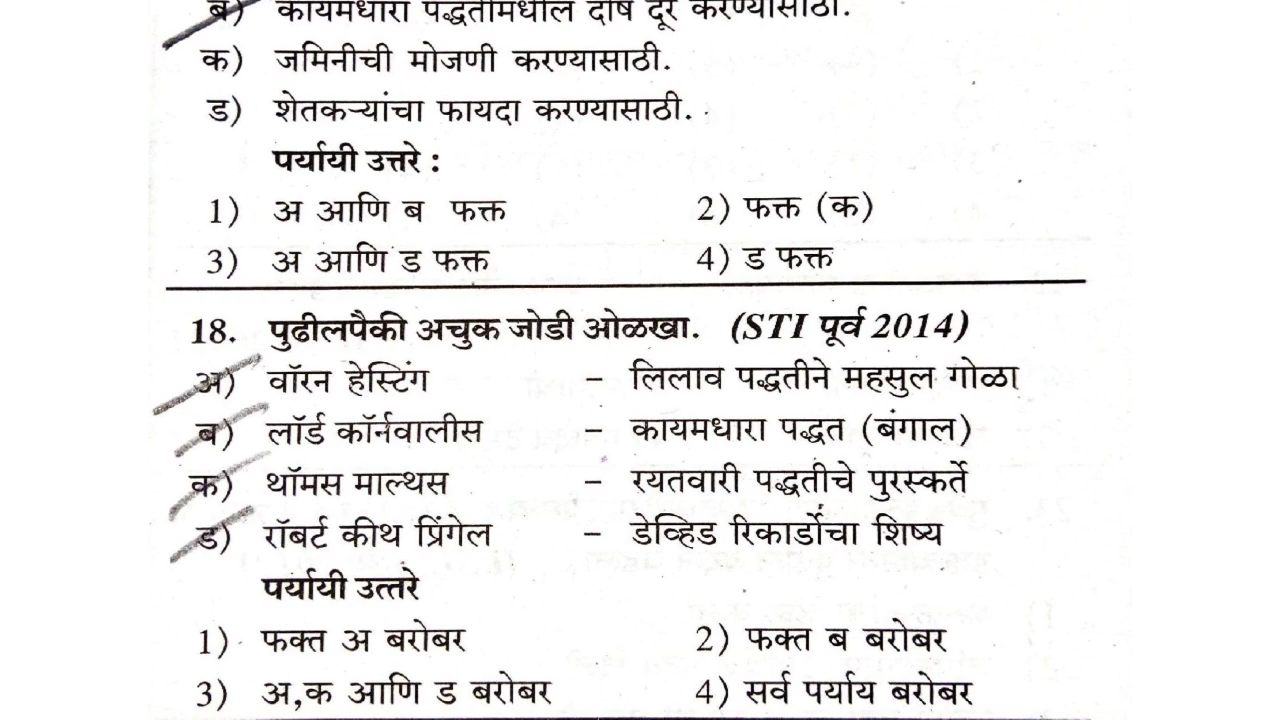 ब) कायमधारा पद्धतीमधील दोष दूर करण्यासाठी.
क) जमिनीची मोजणी करण्यासाठी.
ड) शेतकऱ्यांचा फायदा करण्यासाठी.
पर्यायी उत्तरे :
1) अ आणि ब फक्त 2) फक्त (क)
3) अ आणि ड फक्त 4) ड फक्त
18. पुढीलपैकी अचुक जोडी ओळखा. (STI पूर्व 2014)
अ) वॉरन हेस्टिंग – लिलाव पद्धतीने महसुल गोळा
ब) लॉर्ड कॉर्नवालीस – कायमधारा पद्धत (बंगाल)
क) थॉमस माल्थस – रयतवारी पद्धतीचे पुरस्कर्ते
ड) रॉबर्ट कीथ प्रिंगेल – डेव्हिड रिकार्डोचा शिष्य
पर्यायी उत्तरे
1) फक्त अ बरोबर 2) फक्त ब बरोबर
3) अ,क आणि ड बरोबर 4) सर्व पर्याय बरोबर